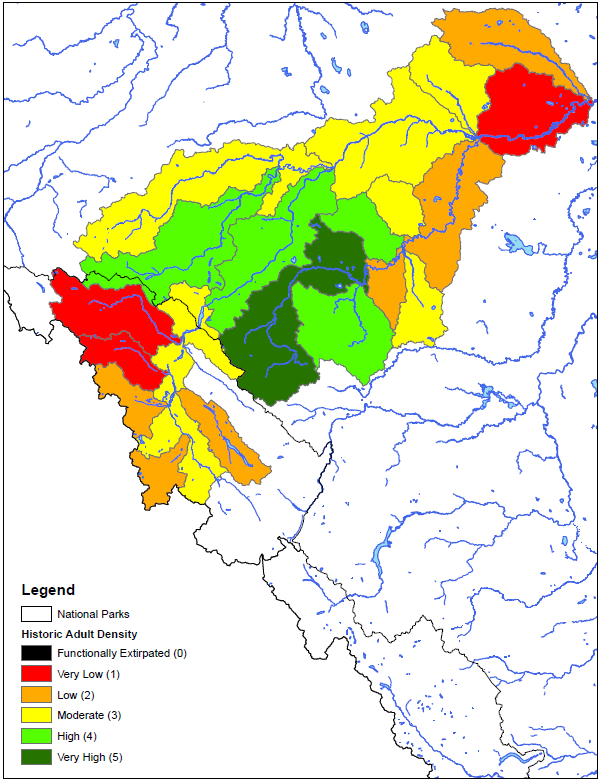 Legend
National Parks
Historic Adult Density
Functionally Extirpated (0)
Very Low (1)
Low (2)
Moderate (3)
High (4)
Very High (5)